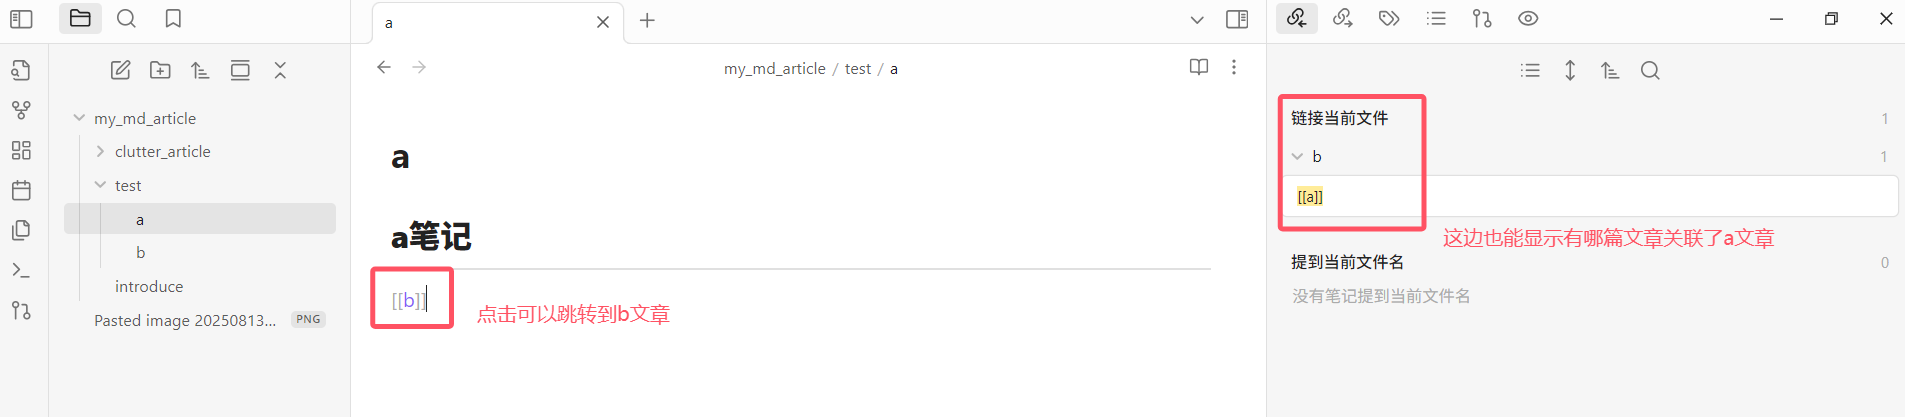 a
my_md_article / test / a
my_md_article
clutter_article
test
a
b
introduce
Pasted image 20250813... PNG
a
a笔记
[[b]]
点击可以跳转到b文章
链接当前文件 1
b 1
[[a]]
这边也能显示有哪篇文章关联了a文章
提到当前文件名 0
没有笔记提到当前文件名